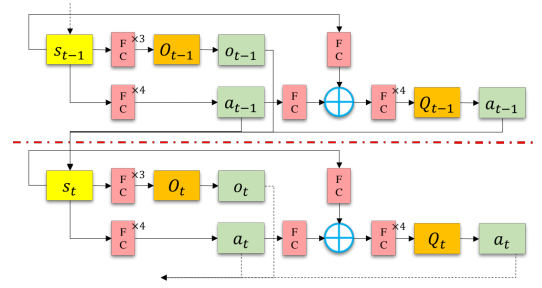 FC
s_{t-1} FC ×3 O_{t-1} o_{t-1}
FC ×4 a_{t-1} FC FC ×4 Q_{t-1} a_{t-1}
FC
s_t FC ×3 O_t o_t
FC ×4 a_t FC FC ×4 Q_t a_t